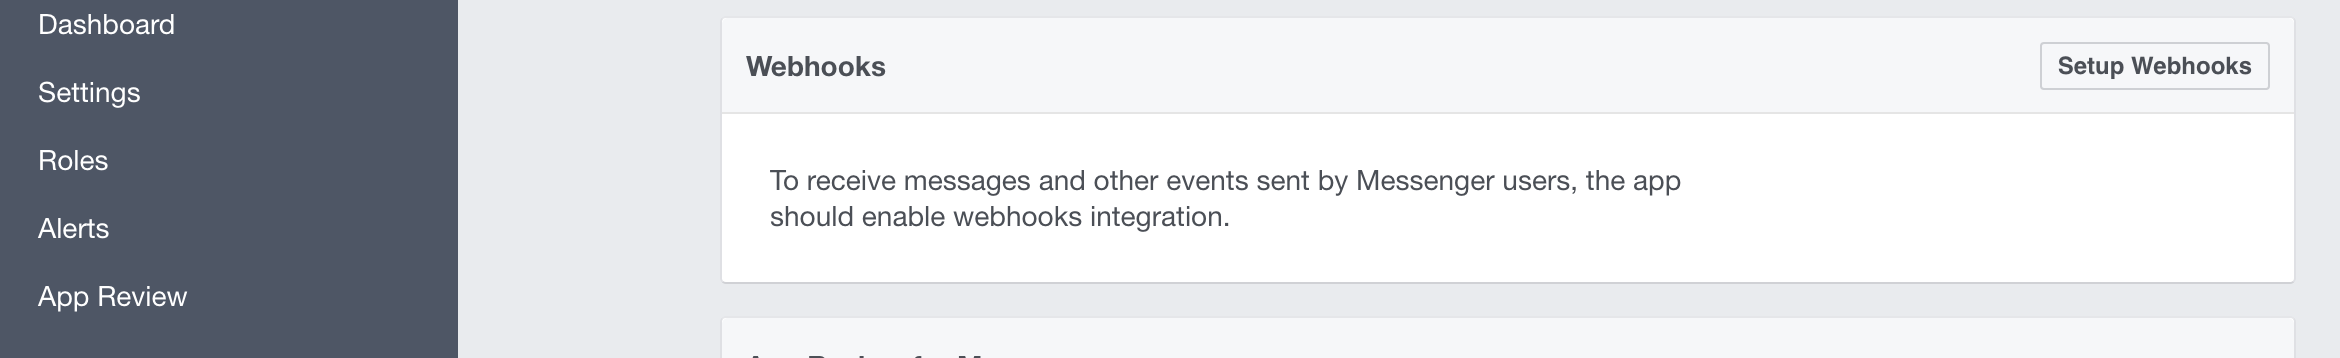 Dashboard
Settings
Roles
Alerts
App Review
Webhooks
Setup Webhooks
To receive messages and other events sent by Messenger users, the app
should enable webhooks integration.